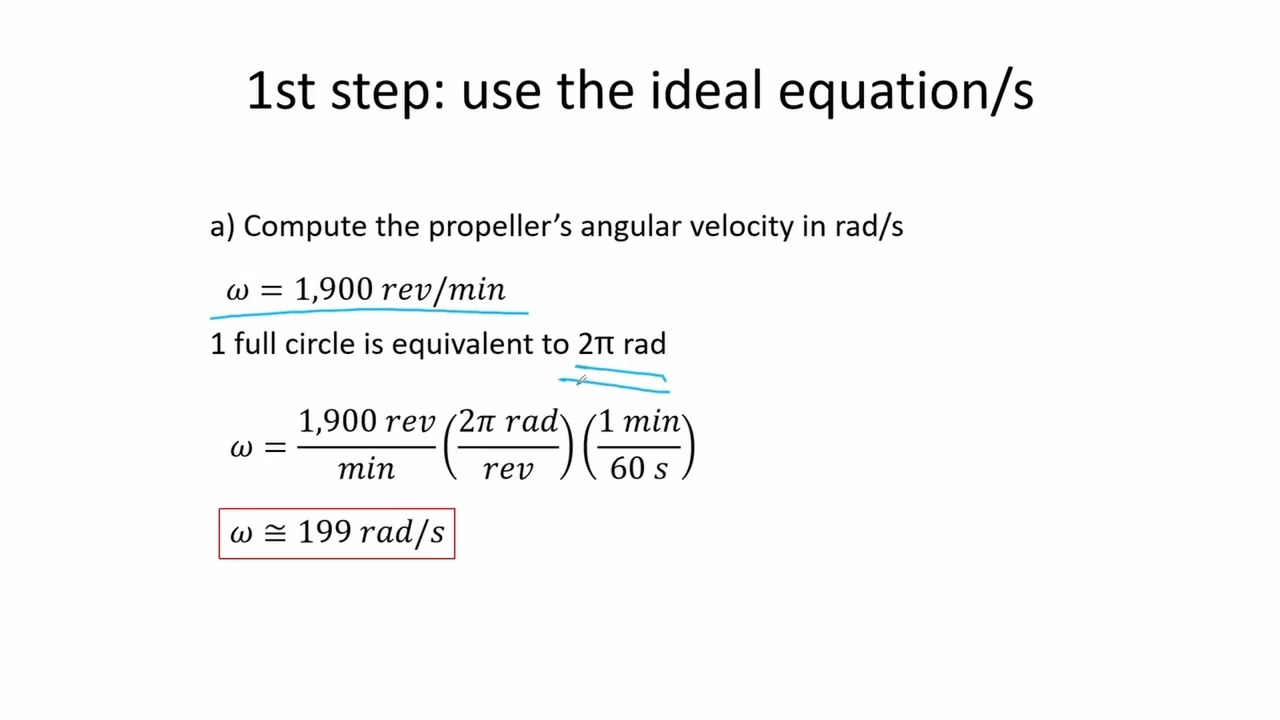 1st step: use the ideal equation/s
a) Compute the propeller’s angular velocity in rad/s
ω = 1,900 rev/min
1 full circle is equivalent to 2π rad
ω = 1,900 rev/min (2π rad/rev) (1 min/60 s)
ω ≅ 199 rad/s